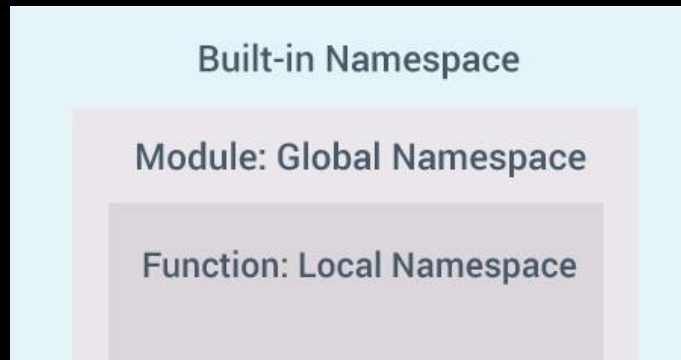 Built-in Namespace
Module: Global Namespace
Function: Local Namespace